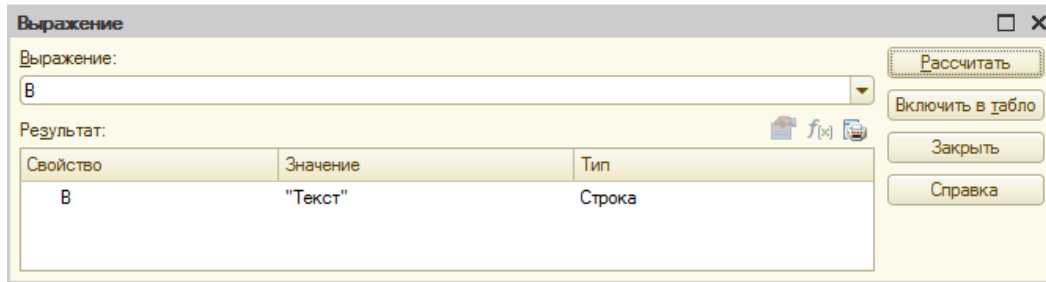 Выражение
Выражение:
В
Результат:
f(x)
Свойство Значение Тип
В "Текст" Строка
Рассчитать
Включить в табло
Закрыть
Справка